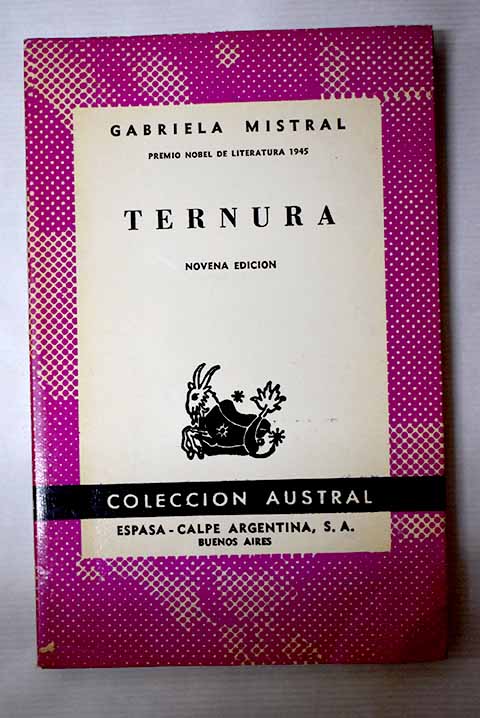 GABRIELA MISTRAL
PREMIO NOBEL DE LITERATURA 1945
TERNURA
NOVENA EDICION
COLECCION AUSTRAL
ESPASA-CALPE ARGENTINA, S. A.
BUENOS AIRES